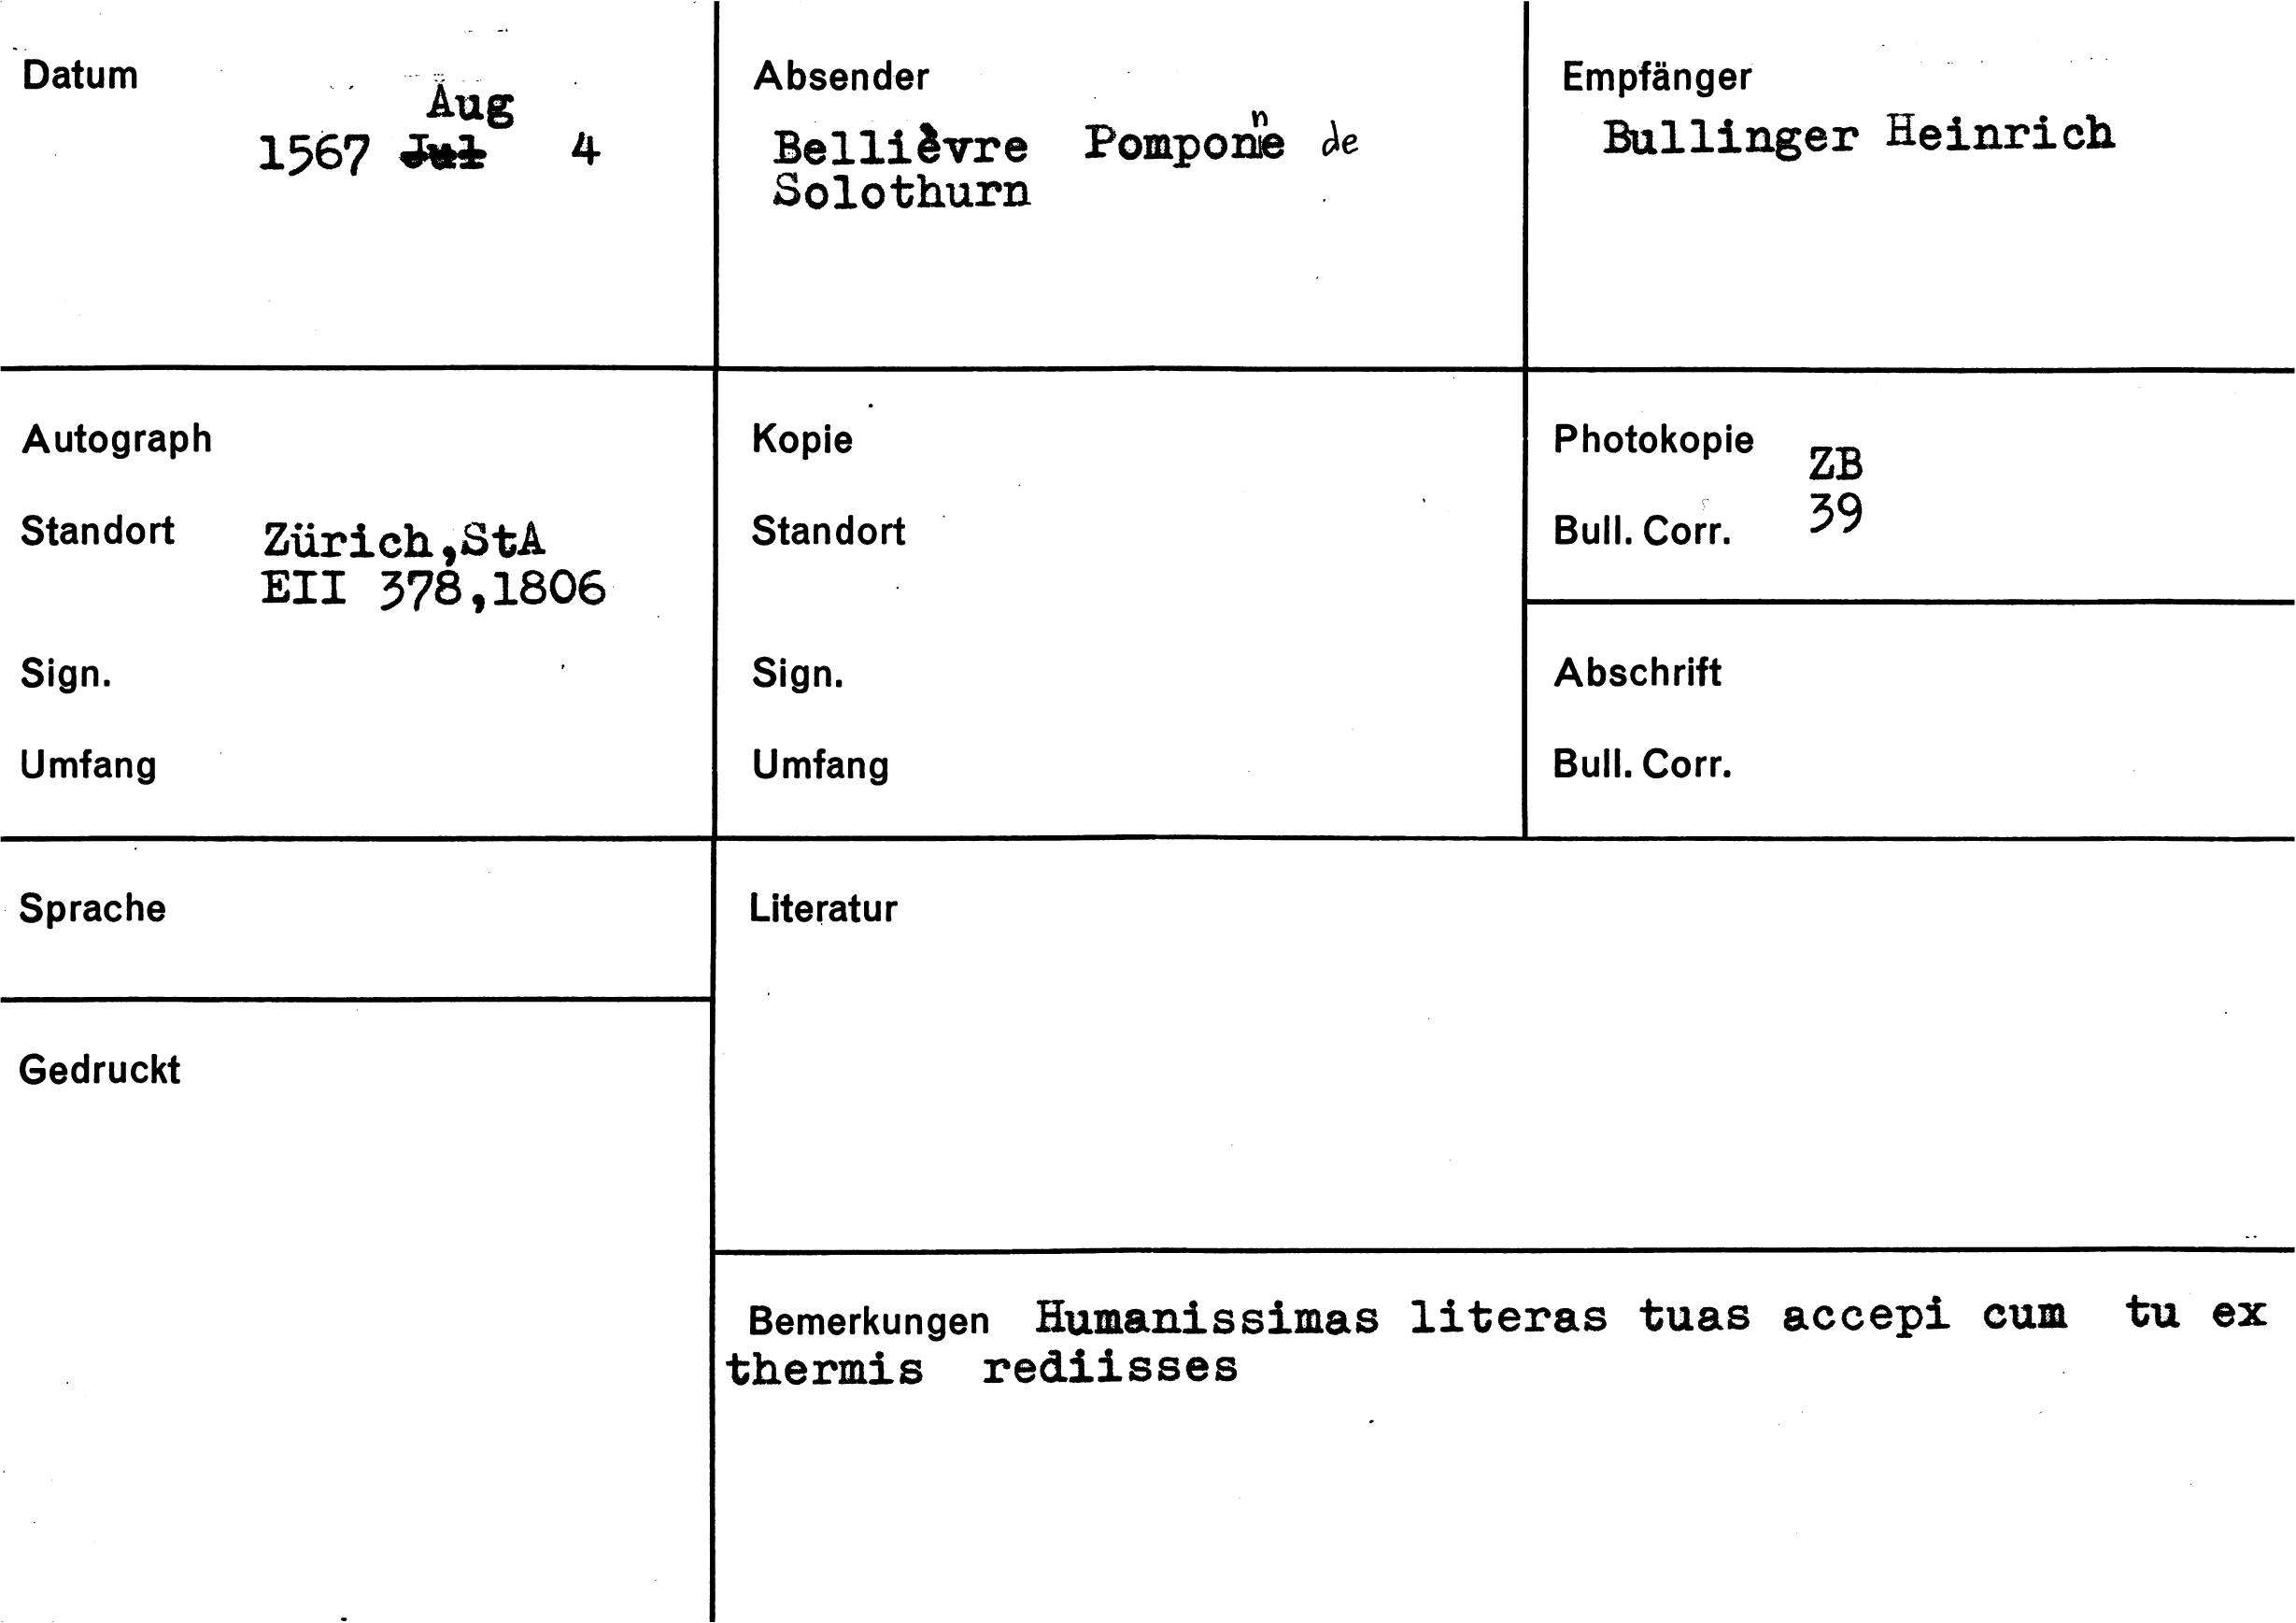 Datum
Aug
1567 Jul 4
Absender
Bellièvre Pomponne de
Solothurn
Empfänger
Bullinger Heinrich
Autograph
Standort Zürich,StA
EII 378,1806
Sign.
Umfang
Kopie
Standort
Sign.
Umfang
Photokopie ZB
Bull. Corr. 39
Abschrift
Bull. Corr.
Sprache
Literatur
Gedruckt
Bemerkungen Humanissimas literas tuas accepi cum tu ex
thermis rediisses